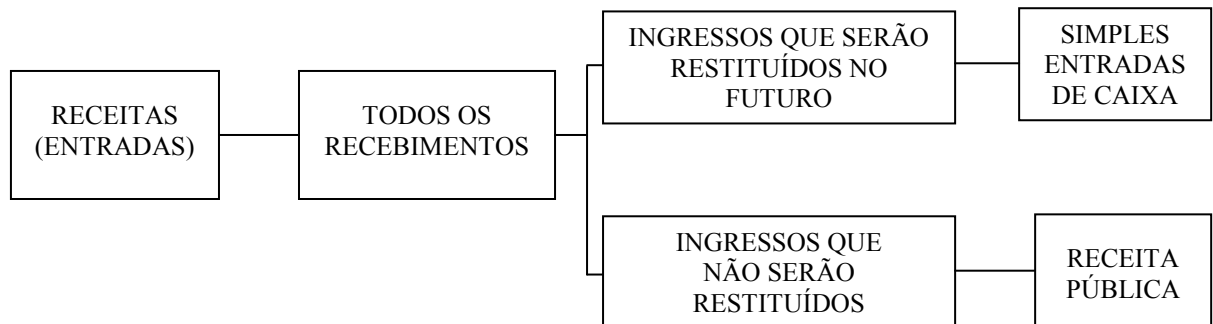 RECEITAS
(ENTRADAS)
TODOS OS
RECEBIMENTOS
INGRESSOS QUE SERÃO
RESTITUÍDOS NO
FUTURO
SIMPLES
ENTRADAS
DE CAIXA
INGRESSOS QUE
NÃO SERÃO
RESTITUÍDOS
RECEITA
PÚBLICA